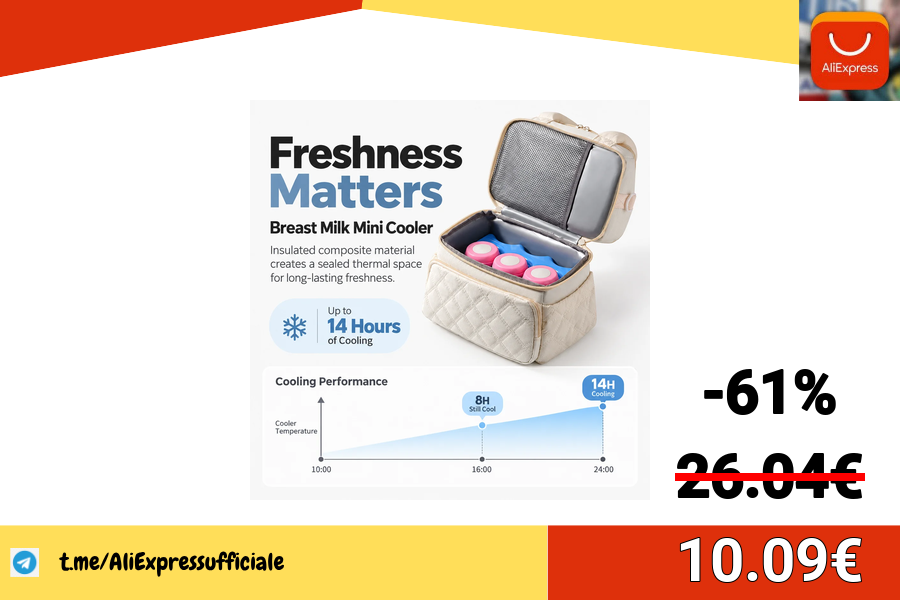 AliExpress
Freshness
Matters
Breast Milk Mini Cooler
Insulated composite material
creates a sealed thermal space
for long-lasting freshness.
Up to
14 Hours
of Cooling
Cooling Performance
14H
Cooling
8H
Still Cool
Cooler
Temperature
10:00
16:00
24:00
-61%
26.04€
10.09€
t.me/AliExpressufficiale